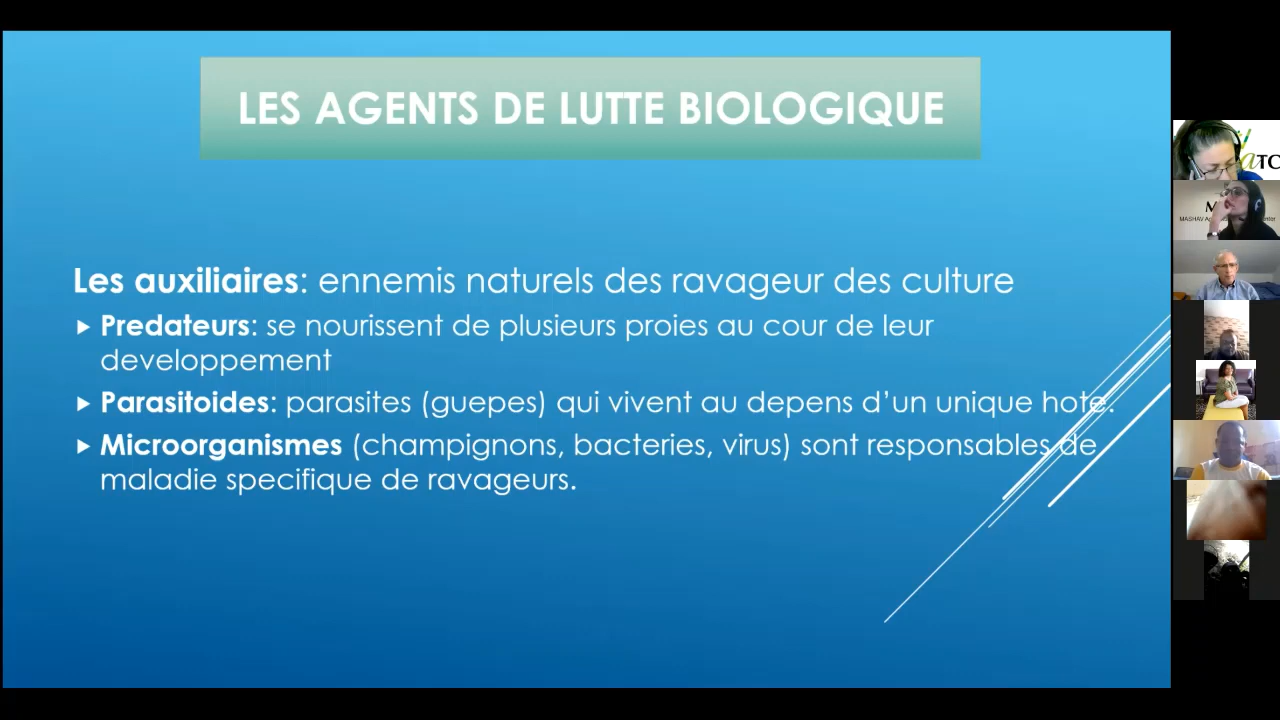 LES AGENTS DE LUTTE BIOLOGIQUE
Les auxiliaires: ennemis naturels des ravageur des culture
Predateurs: se nourissent de plusieurs proies au cour de leur
developpement
Parasitoides: parasites (guepes) qui vivent au depens d'un unique hote.
Microorganismes (champignons, bacteries, virus) sont responsables de
maladie specifique de ravageurs.
MASHAV